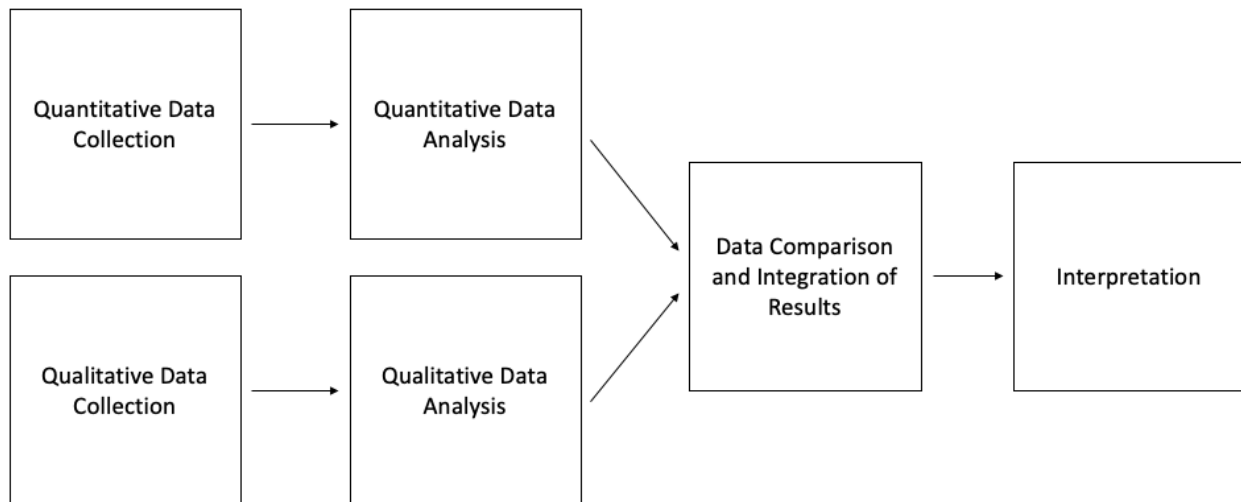 Quantitative Data
Collection
Quantitative Data
Analysis
Data Comparison
and Integration of
Results
Interpretation
Qualitative Data
Collection
Qualitative Data
Analysis